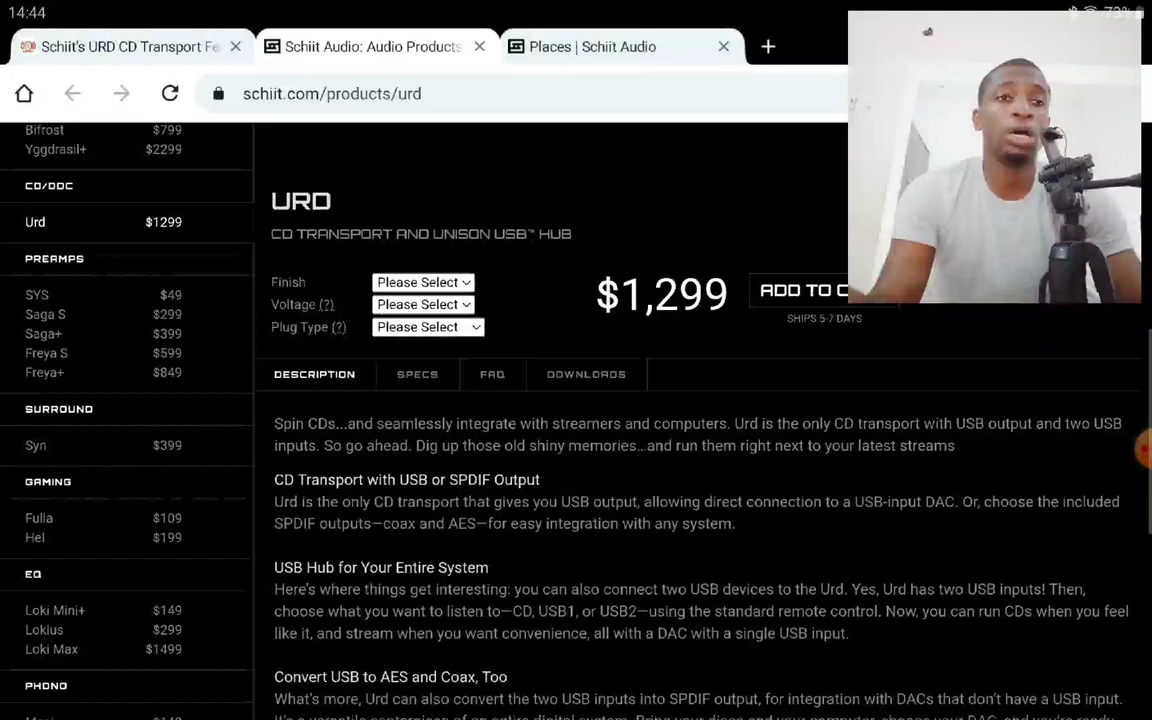 14:44
73%
Schiit's URD CD Transport Fe
Schiit Audio: Audio Products
Places | Schiit Audio
schiit.com/products/urd
Bifrost $799
Yggdrasil+ $2299
CD/DDC
Urd $1299
PREAMPS
SYS $49
Saga S $299
Saga+ $399
Freya S $599
Freya+ $849
SURROUND
Syn $399
GAMING
Fulla $109
Hel $199
EQ
Loki Mini+ $149
Lokius $299
Loki Max $1499
PHONO
URD
CD TRANSPORT AND UNISON USB™ HUB
Finish Please Select
Voltage (?) Please Select
Plug Type (?) Please Select
$1,299
ADD TO C
SHIPS 5-7 DAYS
DESCRIPTION SPECS FAQ DOWNLOADS
Spin CDs...and seamlessly integrate with streamers and computers. Urd is the only CD transport with USB output and two USB
inputs. So go ahead. Dig up those old shiny memories...and run them right next to your latest streams
CD Transport with USB or SPDIF Output
Urd is the only CD transport that gives you USB output, allowing direct connection to a USB-input DAC. Or, choose the included
SPDIF outputs—coax and AES—for easy integration with any system.
USB Hub for Your Entire System
Here's where things get interesting: you can also connect two USB devices to the Urd. Yes, Urd has two USB inputs! Then,
choose what you want to listen to—CD, USB1, or USB2—using the standard remote control. Now, you can run CDs when you feel
like it, and stream when you want convenience, all with a DAC with a single USB input.
Convert USB to AES and Coax, Too
What's more, Urd can also convert the two USB inputs into SPDIF output, for integration with DACs that don't have a USB input.